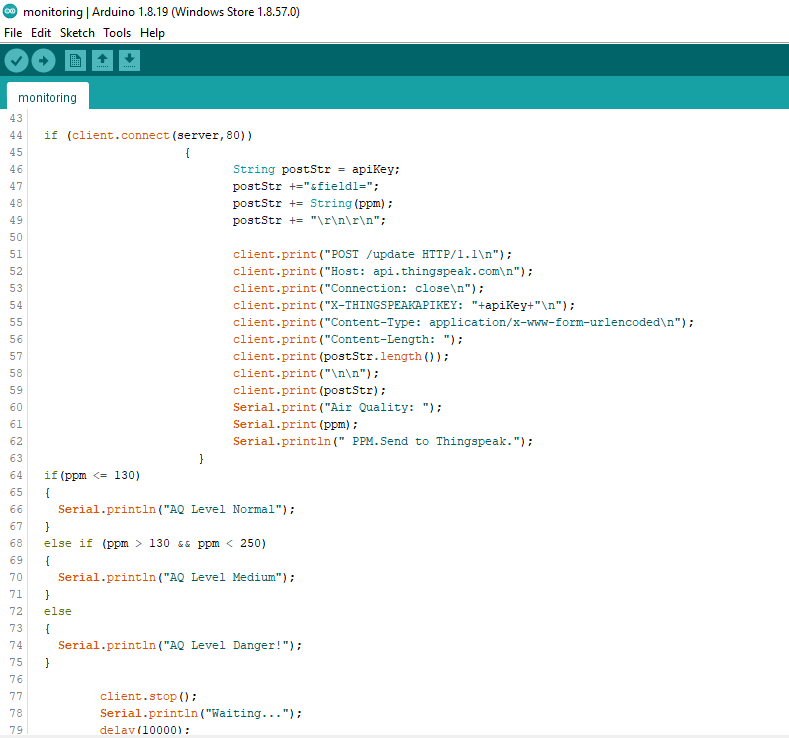 monitoring | Arduino 1.8.19 (Windows Store 1.8.57.0)
File Edit Sketch Tools Help
monitoring
43
44 if (client.connect(server,80))
45 {
46 String postStr = apiKey;
47 postStr +="&field1=";
48 postStr += String(ppm);
49 postStr += "\r\n\r\n";
50
51 client.print("POST /update HTTP/1.1\n");
52 client.print("Host: api.thingspeak.com\n");
53 client.print("Connection: close\n");
54 client.print("X-THINGSPEAKAPIKEY: "+apiKey+"\n");
55 client.print("Content-Type: application/x-www-form-urlencoded\n");
56 client.print("Content-Length: ");
57 client.print(postStr.length());
58 client.print("\n\n");
59 client.print(postStr);
60 Serial.print("Air Quality: ");
61 Serial.print(ppm);
62 Serial.println(" PPM.Send to Thingspeak.");
63 }
64 if(ppm <= 130)
65 {
66 Serial.println("AQ Level Normal");
67 }
68 else if (ppm > 130 && ppm < 250)
69 {
70 Serial.println("AQ Level Medium");
71 }
72 else
73 {
74 Serial.println("AQ Level Danger!");
75 }
76
77 client.stop();
78 Serial.println("Waiting...");
79 delay(10000);